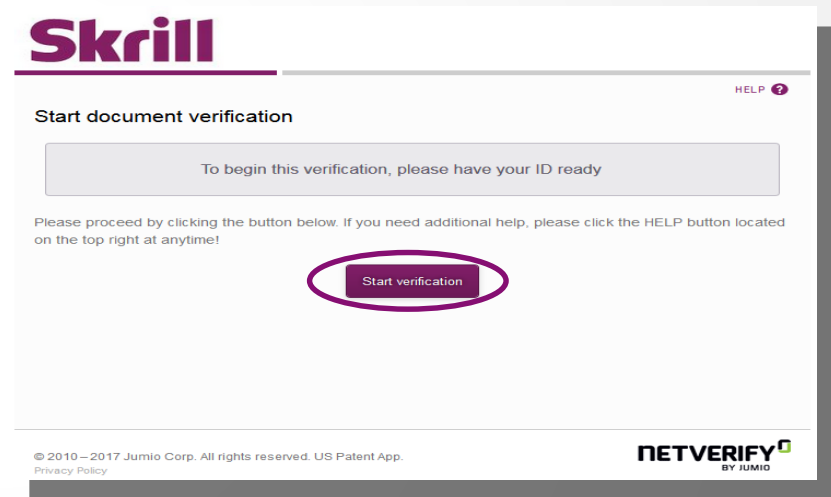 Skrill
HELP ?
Start document verification
To begin this verification, please have your ID ready
Please proceed by clicking the button below. If you need additional help, please click the HELP button located
on the top right at anytime!
Start verification
© 2010–2017 Jumio Corp. All rights reserved. US Patent App.
Privacy Policy
NETVERIFY
BY JUMIO